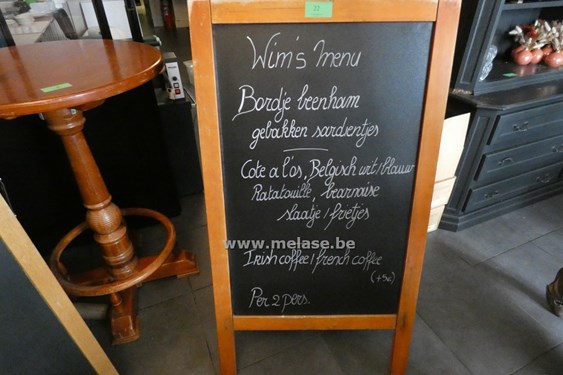 22
Wim's menu
Bordje beenham
gebakken sardientjes
Cote a l'os, Belgisch wit/blauw
Ratatouille, bearnaise
slaatje/frietjes
www.melase.be
Irish coffee/french coffee
(+5€)
Per 2 pers.